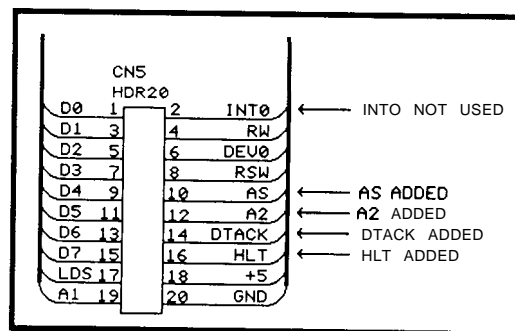 CN5
HDR20
D0 1 2 INT0 ← INTO NOT USED
D1 3 4 RW
D2 5 6 DEV0
D3 7 8 RSW
D4 9 10 AS ← AS ADDED
D5 11 12 A2 ← A2 ADDED
D6 13 14 DTACK ← DTACK ADDED
D7 15 16 HLT ← HLT ADDED
LDS 17 18 +5
A1 19 20 GND